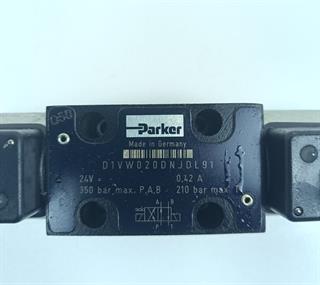 Parker
Made in Germany
D1VW020DNJDL91
24V = 0,42 A
350 bar max. P,A,B - 210 bar max. T
A B
P T